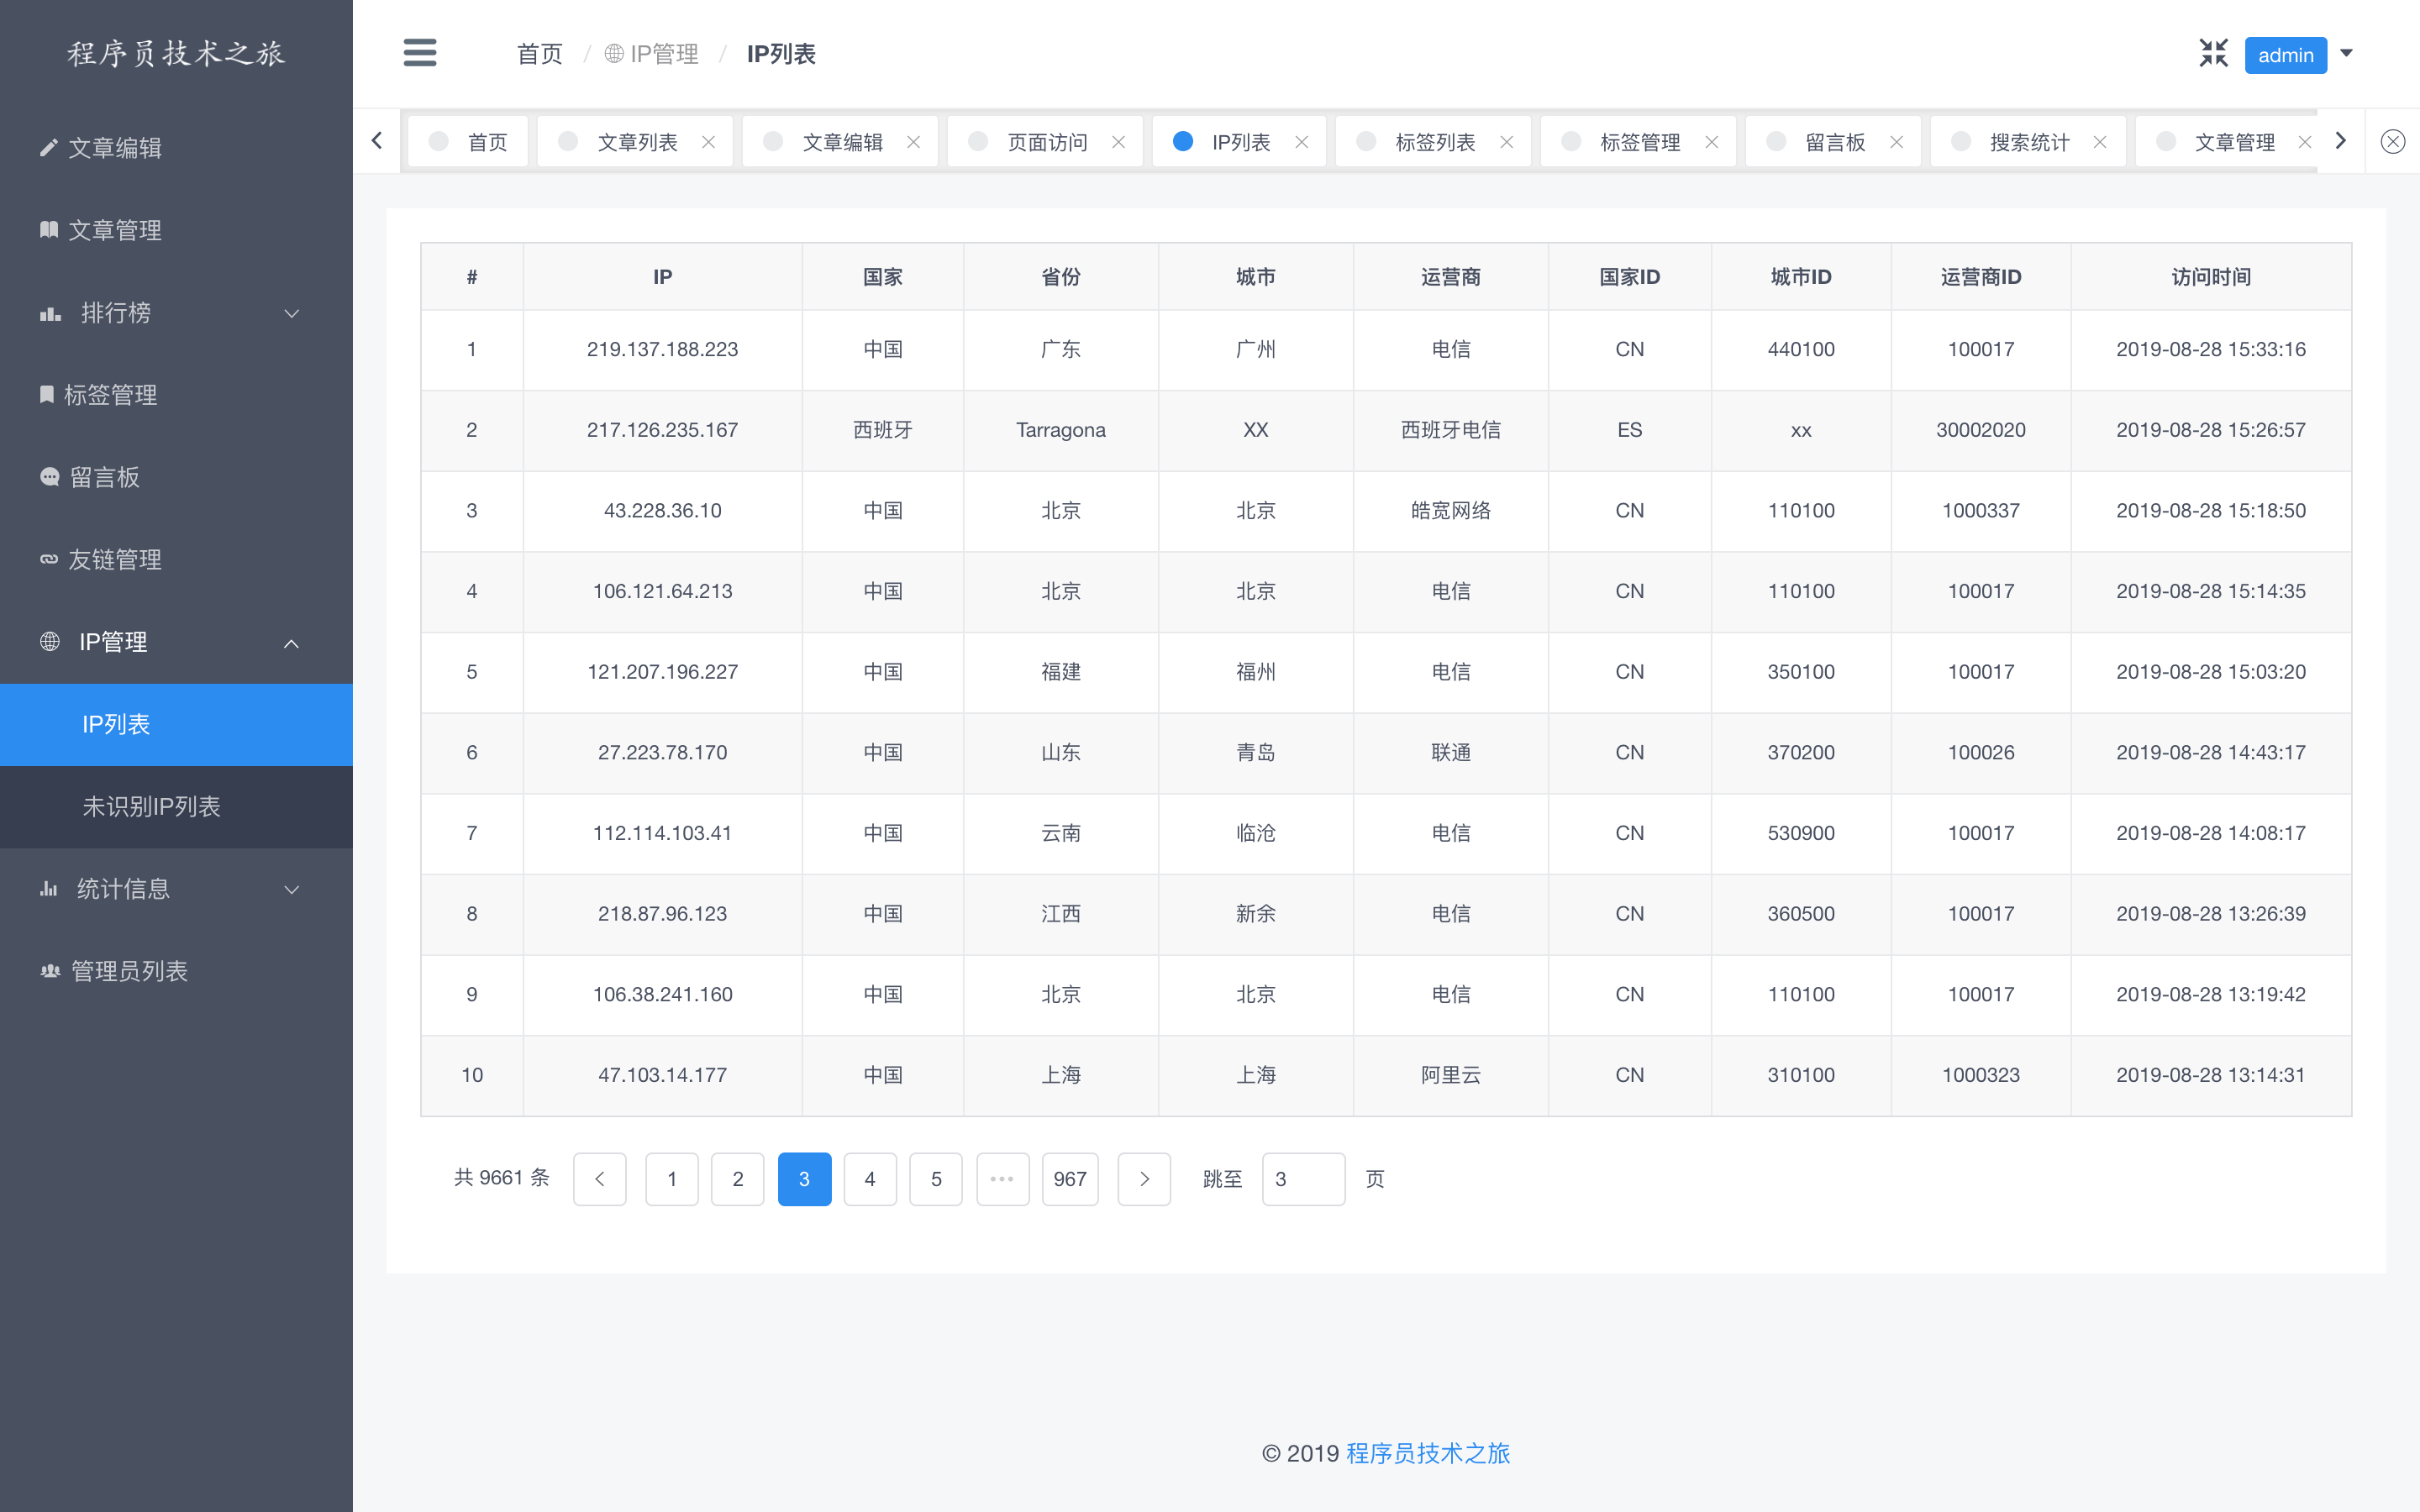 程序员技术之旅
首页 / IP管理 / IP列表
admin
首页 文章列表 文章编辑 页面访问 IP列表 标签列表 标签管理 留言板 搜索统计 文章管理
文章编辑
文章管理
排行榜
标签管理
留言板
友链管理
IP管理
IP列表
未识别IP列表
统计信息
管理员列表
# IP 国家 省份 城市 运营商 国家ID 城市ID 运营商ID 访问时间
1 219.137.188.223 中国 广东 广州 电信 CN 440100 100017 2019-08-28 15:33:16
2 217.126.235.167 西班牙 Tarragona XX 西班牙电信 ES xx 30002020 2019-08-28 15:26:57
3 43.228.36.10 中国 北京 北京 皓宽网络 CN 110100 1000337 2019-08-28 15:18:50
4 106.121.64.213 中国 北京 北京 电信 CN 110100 100017 2019-08-28 15:14:35
5 121.207.196.227 中国 福建 福州 电信 CN 350100 100017 2019-08-28 15:03:20
6 27.223.78.170 中国 山东 青岛 联通 CN 370200 100026 2019-08-28 14:43:17
7 112.114.103.41 中国 云南 临沧 电信 CN 530900 100017 2019-08-28 14:08:17
8 218.87.96.123 中国 江西 新余 电信 CN 360500 100017 2019-08-28 13:26:39
9 106.38.241.160 中国 北京 北京 电信 CN 110100 100017 2019-08-28 13:19:42
10 47.103.14.177 中国 上海 上海 阿里云 CN 310100 1000323 2019-08-28 13:14:31
共 9661 条 1 2 3 4 5 ••• 967 跳至 3 页
© 2019 程序员技术之旅